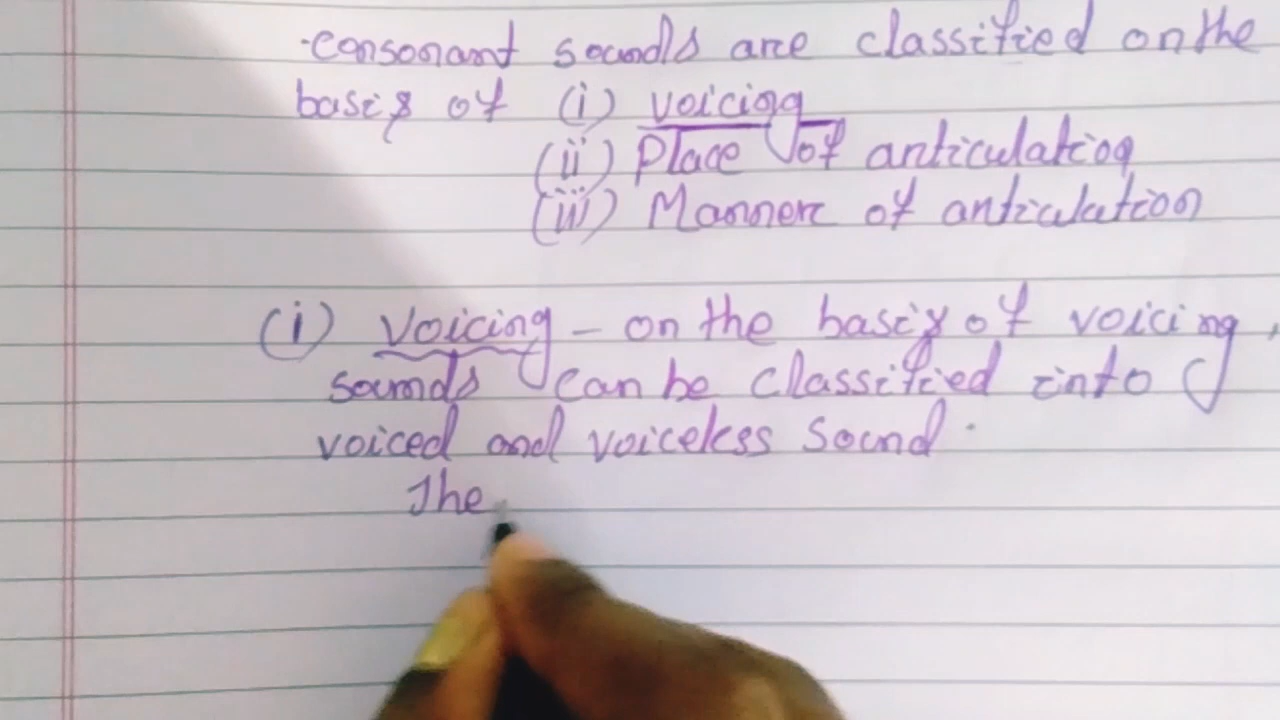 consonant sounds are classified on the
basis of (i) voicing
(ii) Place of articulation
(iii) Manner of articulation
(i) Voicing - on the basis of voicing,
sounds can be classified into
voiced and voiceless sound.
The